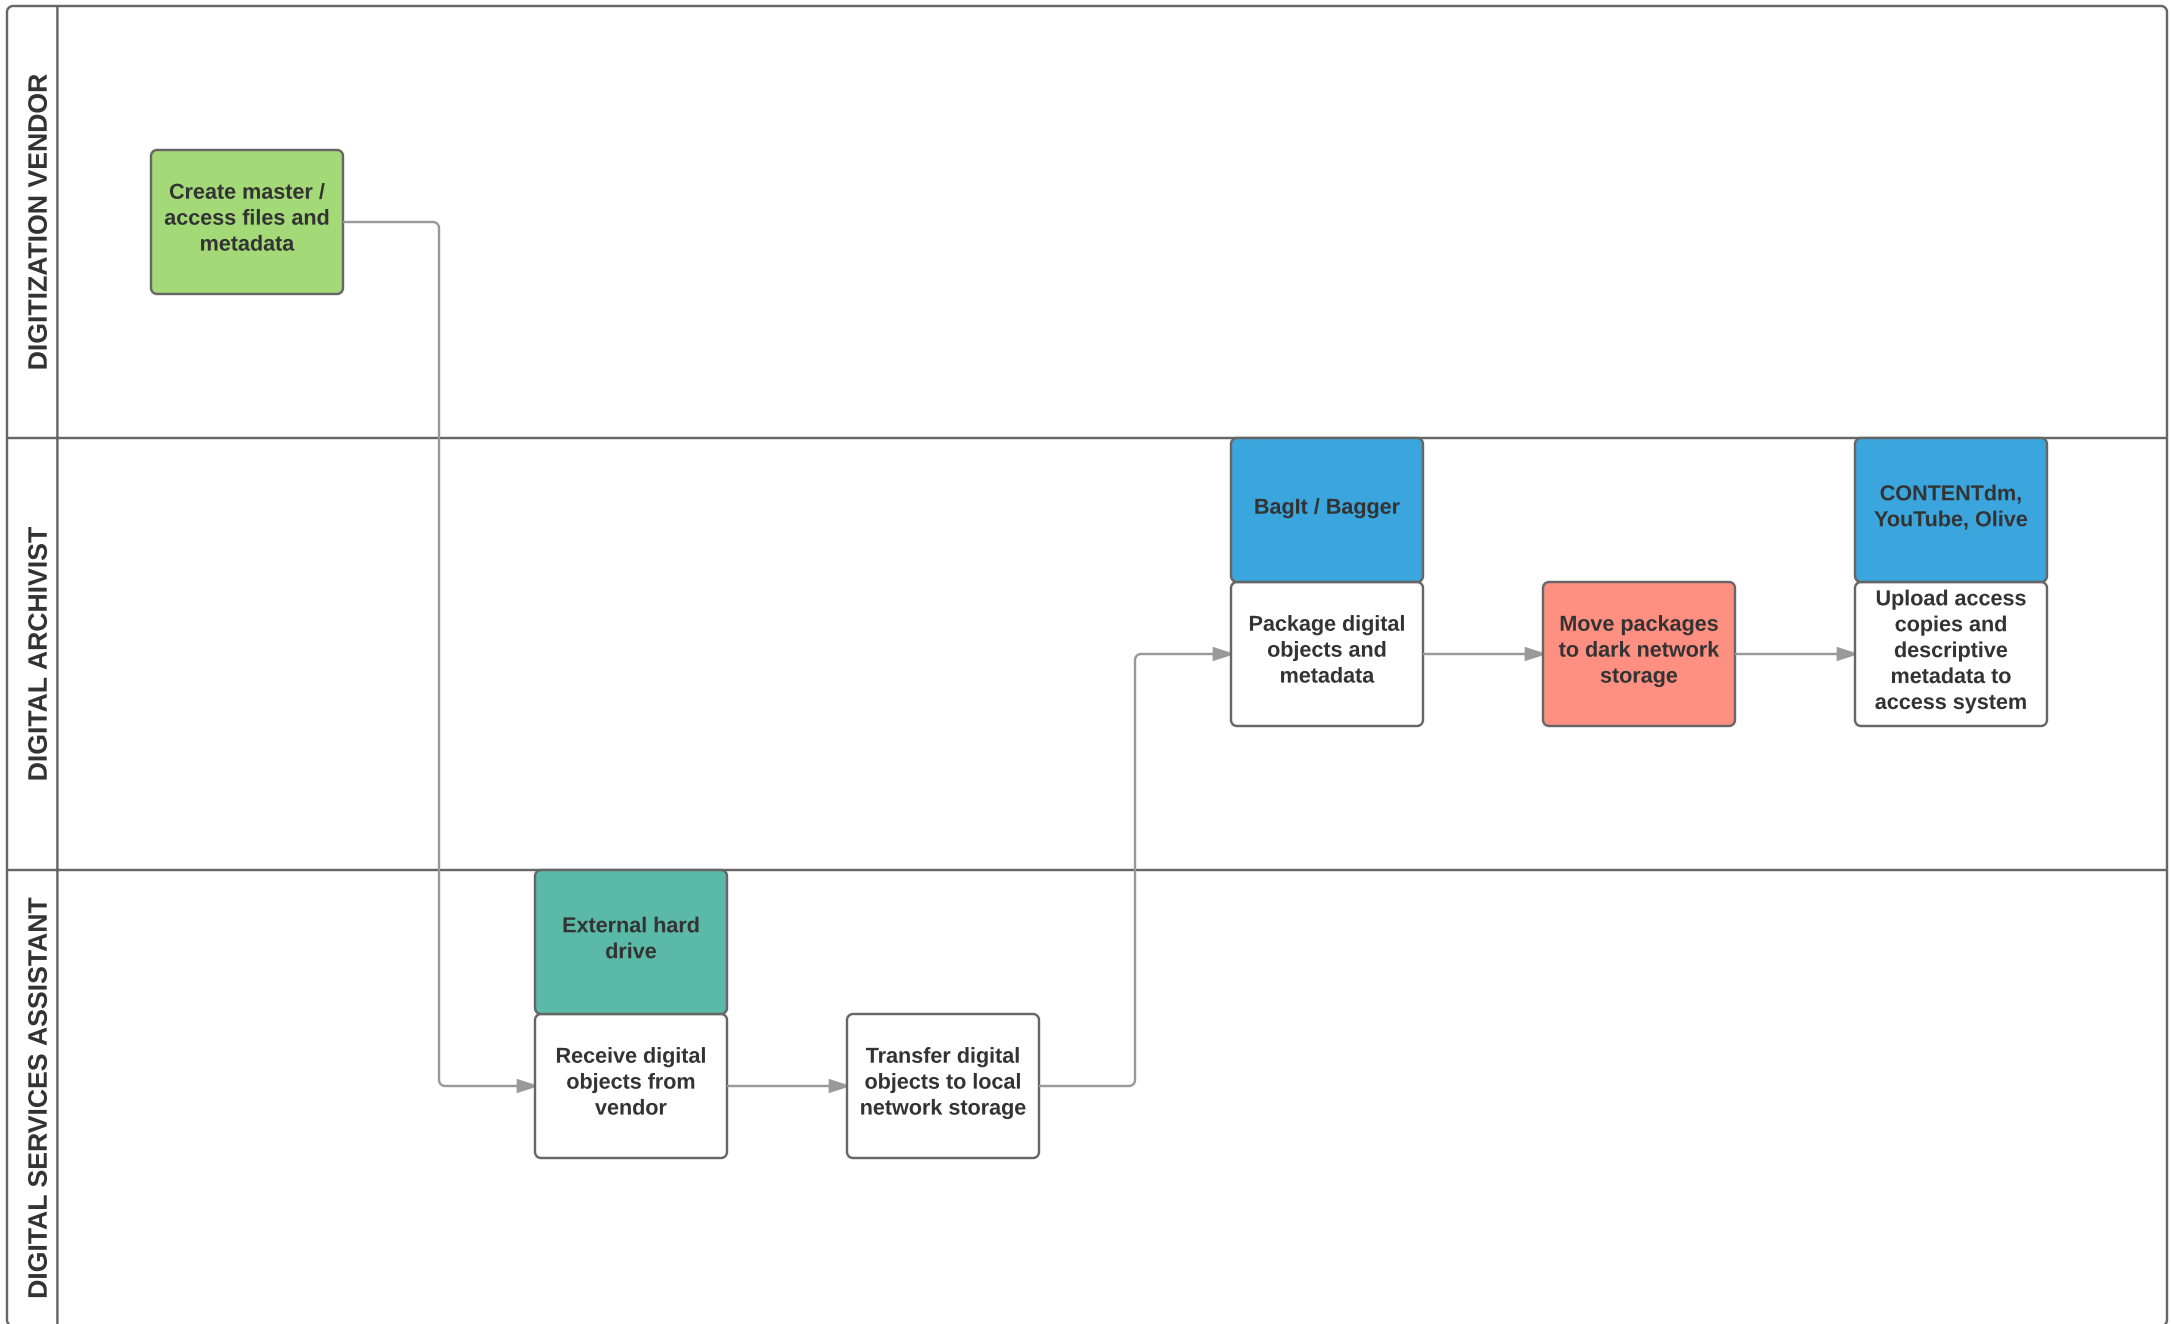 DIGITIZATION VENDOR
Create master /
access files and
metadata
DIGITAL ARCHIVIST
BagIt / Bagger
Package digital
objects and
metadata
Move packages
to dark network
storage
CONTENTdm,
YouTube, Olive
Upload access
copies and
descriptive
metadata to
access system
DIGITAL SERVICES ASSISTANT
External hard
drive
Receive digital
objects from
vendor
Transfer digital
objects to local
network storage